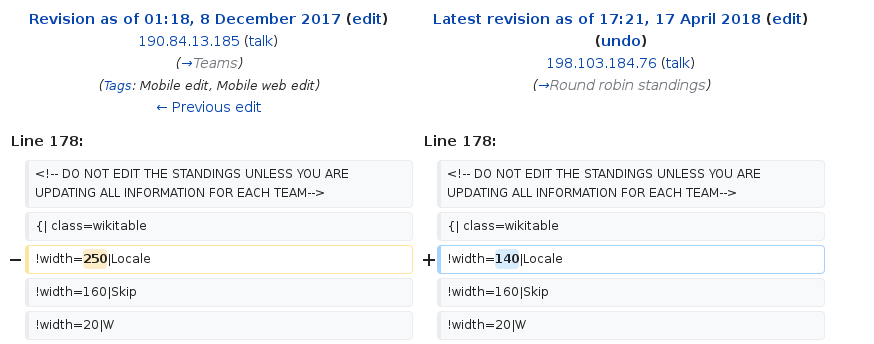 Revision as of 01:18, 8 December 2017 (edit)
190.84.13.185 (talk)
(→Teams)
(Tags: Mobile edit, Mobile web edit)
← Previous edit
Latest revision as of 17:21, 17 April 2018 (edit)
(undo)
198.103.184.76 (talk)
(→Round robin standings)
Line 178:
<!-- DO NOT EDIT THE STANDINGS UNLESS YOU ARE
UPDATING ALL INFORMATION FOR EACH TEAM-->
{| class=wikitable
− !width=250|Locale
!width=160|Skip
!width=20|W
Line 178:
<!-- DO NOT EDIT THE STANDINGS UNLESS YOU ARE
UPDATING ALL INFORMATION FOR EACH TEAM-->
{| class=wikitable
+ !width=140|Locale
!width=160|Skip
!width=20|W